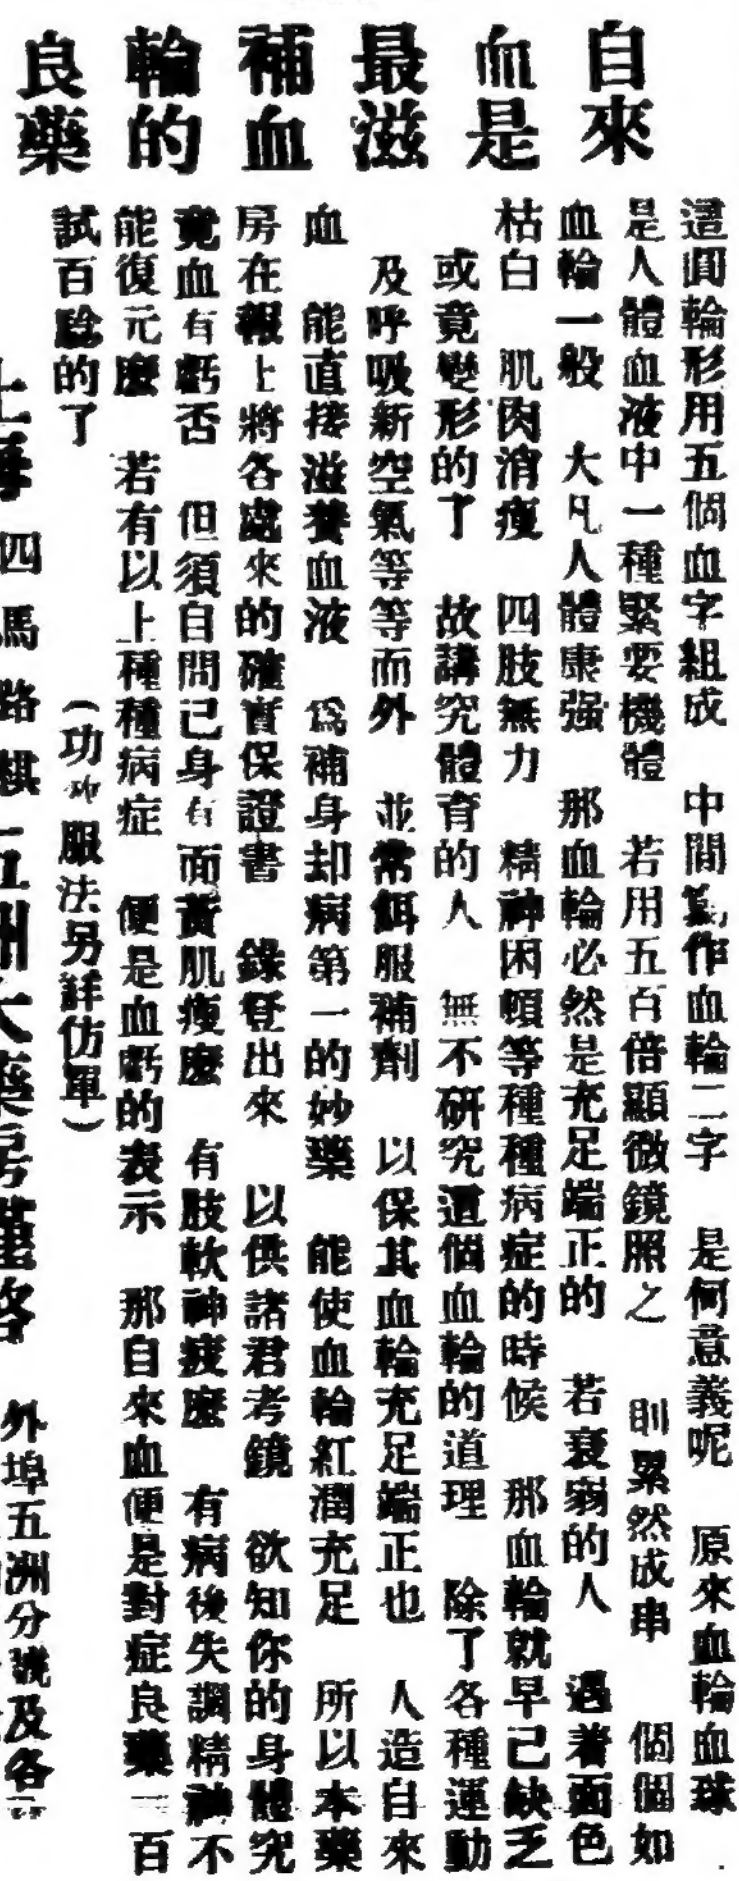 自來
血是
最滋
補血
輪的
良藥
這圓輪形用五個血字組成　中間寫作血輪二字　是何意義呢　原來血輪血球
是人體血液中一種緊要機體　若用五百倍顯微鏡照之　則累然成串　個個如
血輪一般　大凡人體康强　那血輪必然是充足端正的　若衰弱的人　遇着面色
枯白　肌肉消瘦　四肢無力　精神困頓等種種病症的時候　那血輪就早已缺乏
或竟變形的了　故講究體育的人　無不研究這個血輪的道理　除了各種運動
及呼吸新空氣等等而外　並常餌服補劑　以保其血輪充足端正也　人造自來
血　能直接滋養血液　爲補身却病第一的妙藥　能使血輪紅潤充足　所以本藥
房在報上將各處來的確實保證書　錄登出來　以供諸君考鏡　欲知你的身體究
竟血有虧否　但須自問己身有面黃肌瘦麼　有肢軟神疲麼　有病後失調精神不
能復元麼　若有以上種種病症　便是血虧的表示　那自來血便是對症良藥　百
試百驗的了
（功效服法另詳仿單）
上海四馬路棋　五洲大藥房謹啓　外埠五洲分號及各